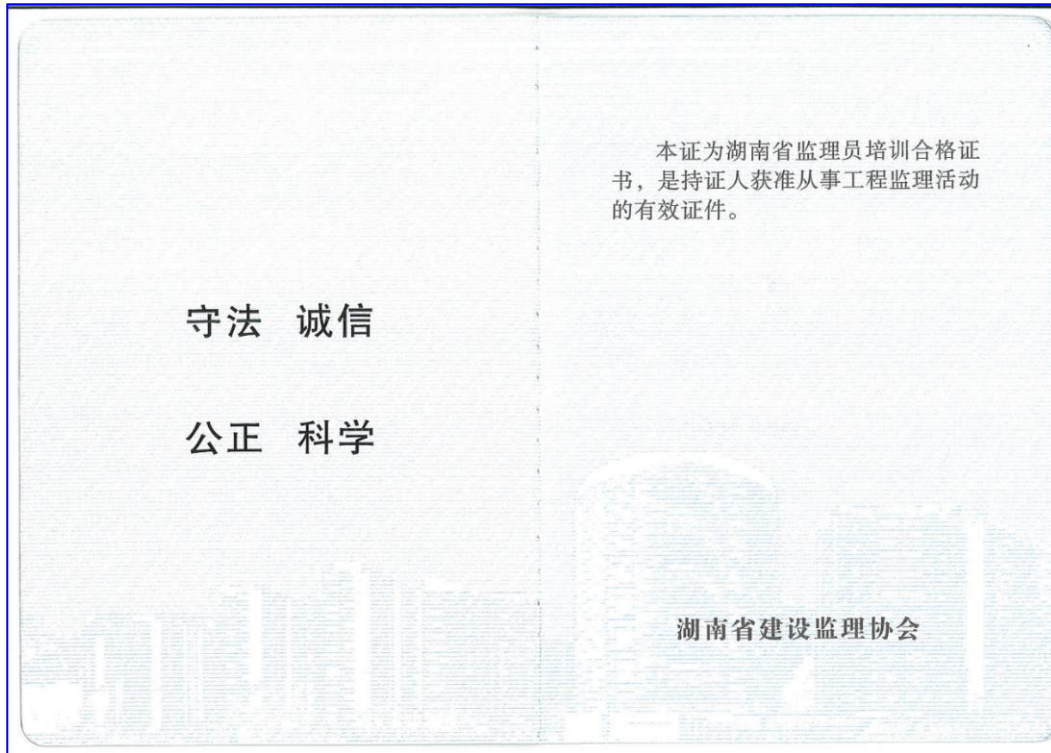 守法 诚信
公正 科学
本证为湖南省监理员培训合格证
书，是持证人获准从事工程监理活动
的有效证件。
湖南省建设监理协会